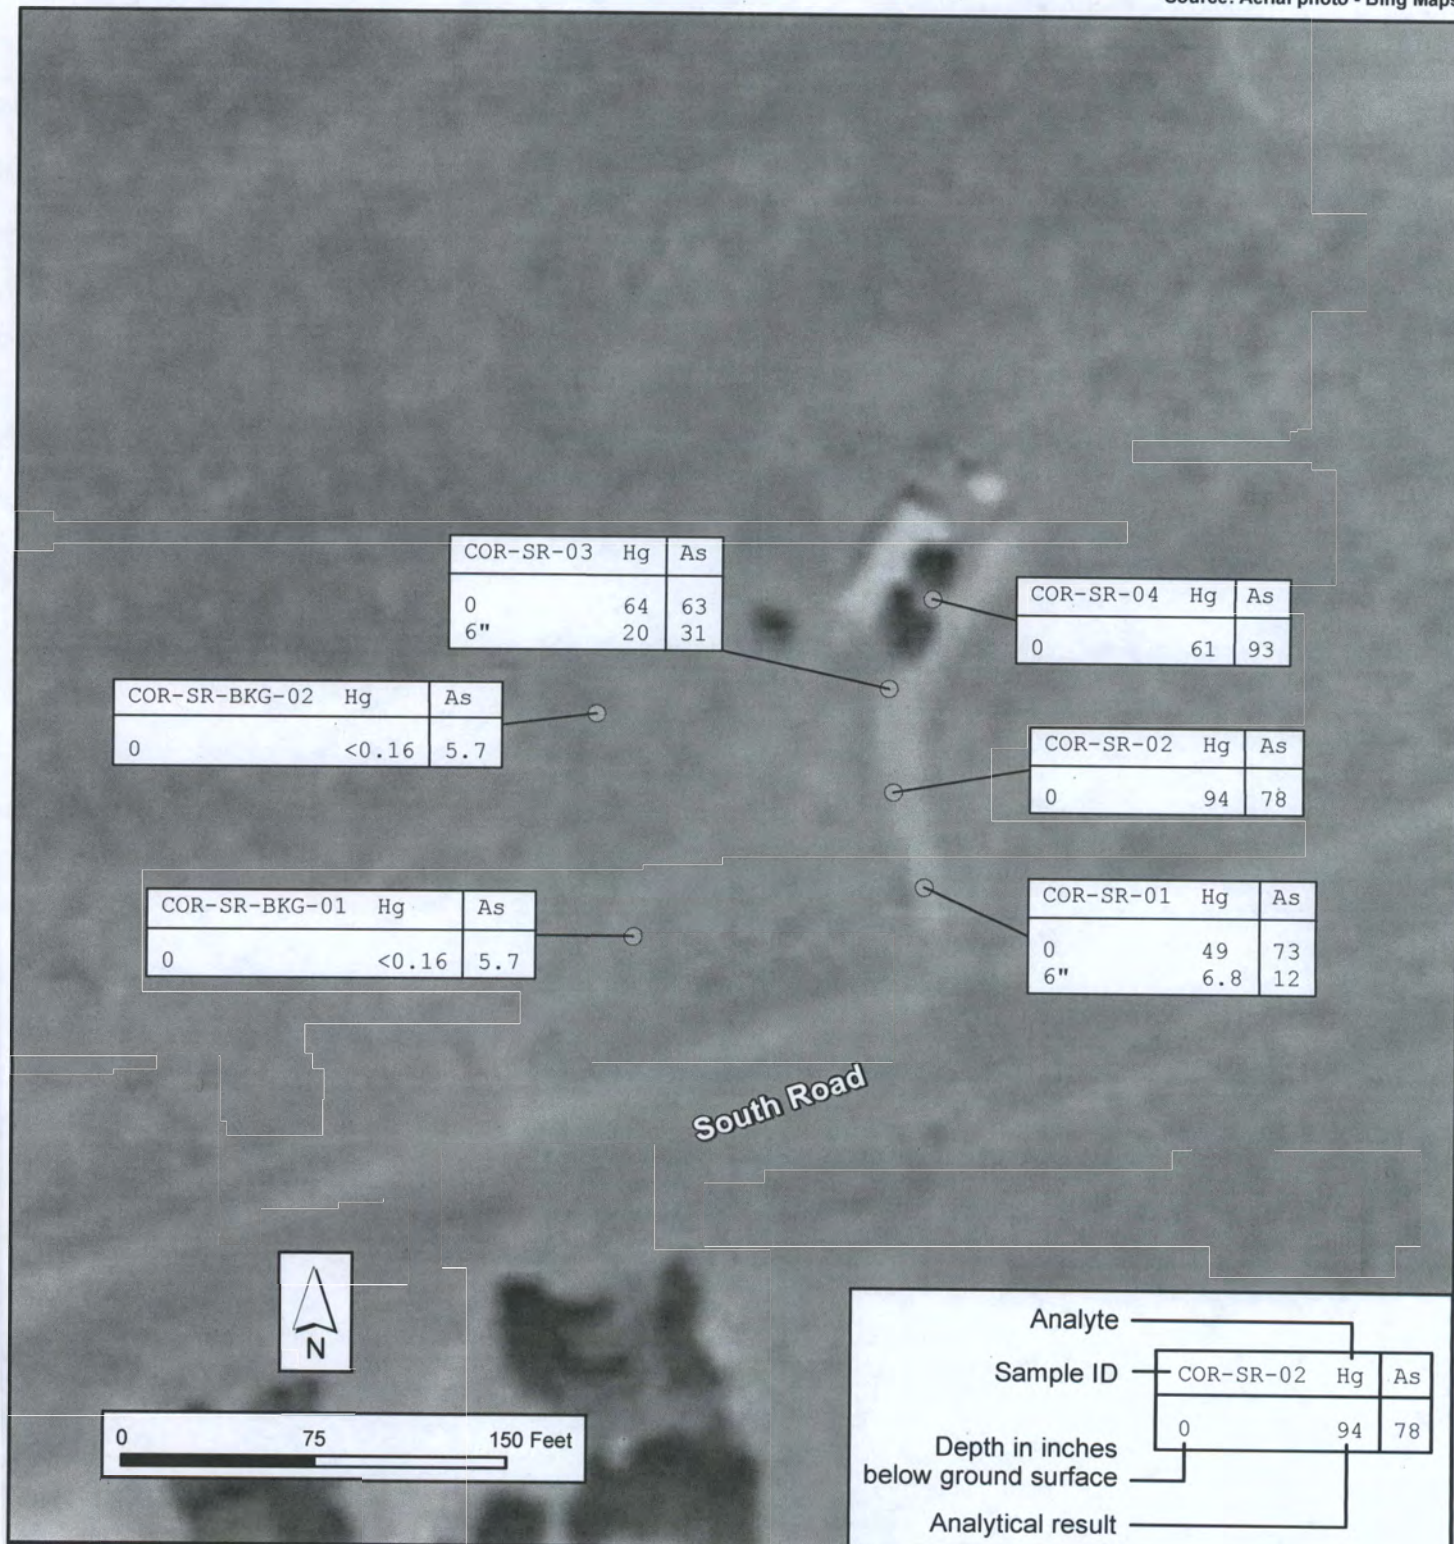 Source: Aerial photo - Bing Maps
COR-SR-03 Hg As
0 64 63
6" 20 31
COR-SR-04 Hg As
0 61 93
COR-SR-BKG-02 Hg As
0 <0.16 5.7
COR-SR-02 Hg As
0 94 78
COR-SR-BKG-01 Hg As
0 <0.16 5.7
COR-SR-01 Hg As
0 49 73
6" 6.8 12
South Road
N
0 75 150 Feet
Analyte
Sample ID
COR-SR-02 Hg As
0 94 78
Depth in inches
below ground surface
Analytical result